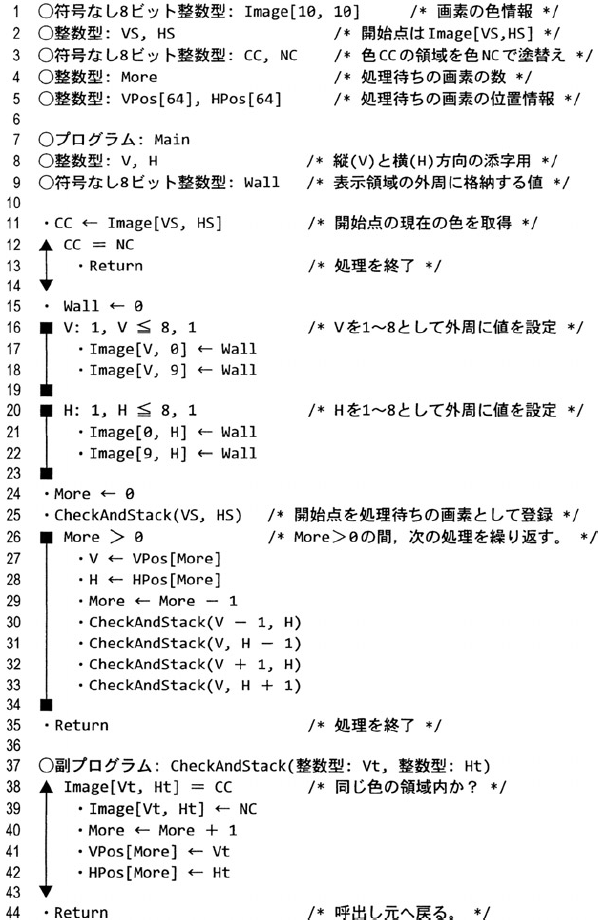 1 ○符号なし8ビット整数型: Image[10, 10] /* 画素の色情報 */
2 ○整数型: VS, HS /* 開始点はImage[VS,HS] */
3 ○符号なし8ビット整数型: CC, NC /* 色CCの領域を色NCで塗替え */
4 ○整数型: More /* 処理待ちの画素の数 */
5 ○整数型: VPos[64], HPos[64] /* 処理待ちの画素の位置情報 */
6
7 ○プログラム: Main
8 ○整数型: V, H /* 縦(V)と横(H)方向の添字用 */
9 ○符号なし8ビット整数型: Wall /* 表示領域の外周に格納する値 */
10
11 ・CC ← Image[VS, HS] /* 開始点の現在の色を取得 */
12 ▲ CC = NC
13 ・Return /* 処理を終了 */
14 ▼
15 ・ Wall ← 0
16 ■ V: 1, V ≦ 8, 1 /* Vを1～8として外周に値を設定 */
17 ・Image[V, 0] ← Wall
18 ・Image[V, 9] ← Wall
19 ■
20 ■ H: 1, H ≦ 8, 1 /* Hを1～8として外周に値を設定 */
21 ・Image[0, H] ← Wall
22 ・Image[9, H] ← Wall
23 ■
24 ・More ← 0
25 ・CheckAndStack(VS, HS) /* 開始点を処理待ちの画素として登録 */
26 ■ More ＞ 0 /* More＞0の間，次の処理を繰り返す。 */
27 ・V ← VPos[More]
28 ・H ← HPos[More]
29 ・More ← More − 1
30 ・CheckAndStack(V − 1, H)
31 ・CheckAndStack(V, H − 1)
32 ・CheckAndStack(V + 1, H)
33 ・CheckAndStack(V, H + 1)
34 ■
35 ・Return /* 処理を終了 */
36
37 ○副プログラム: CheckAndStack(整数型: Vt, 整数型: Ht)
38 ▲ Image[Vt, Ht] = CC /* 同じ色の領域内か？ */
39 ・Image[Vt, Ht] ← NC
40 ・More ← More + 1
41 ・VPos[More] ← Vt
42 ・HPos[More] ← Ht
43 ▼
44 ・Return /* 呼出し元へ戻る。 */